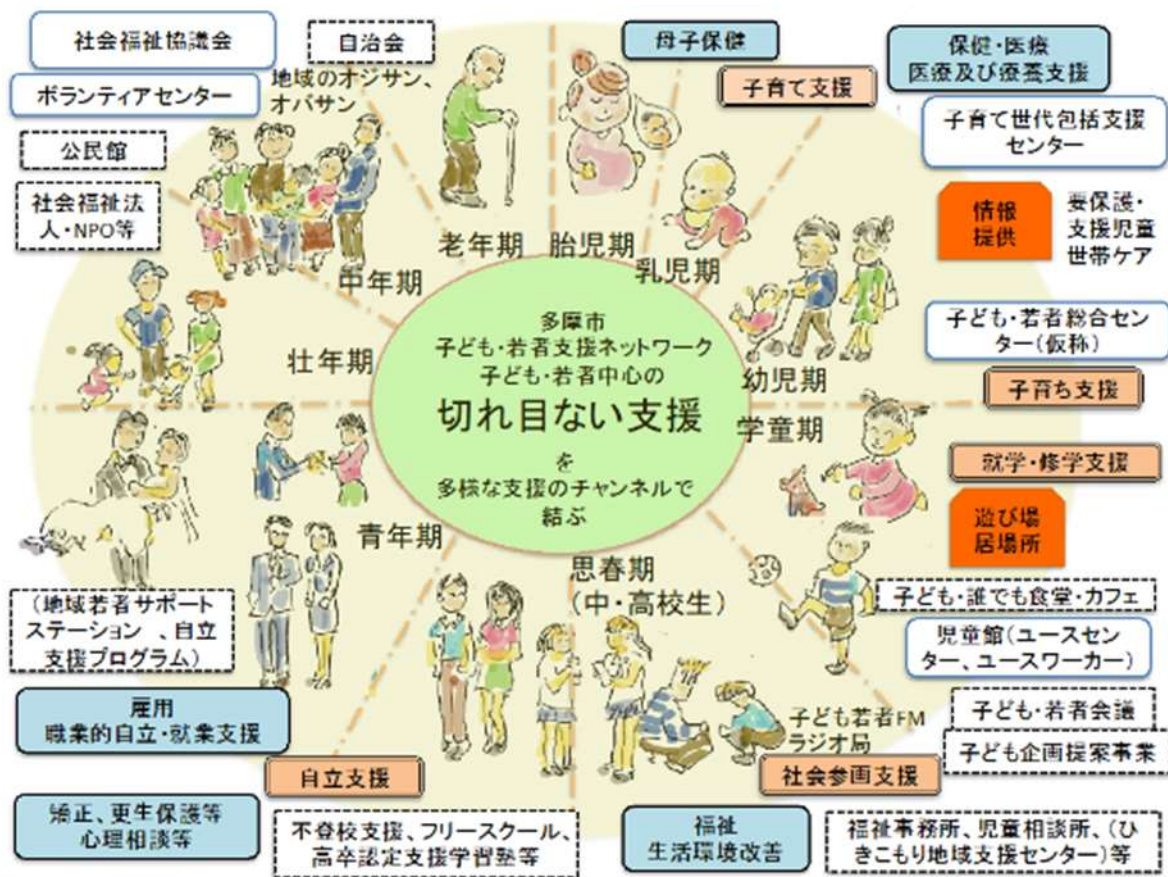 社会福祉協議会
自治会
母子保健
保健・医療
医療及び療養支援
ボランティアセンター
地域のオジサン、
オバサン
子育て支援
公民館
子育て世代包括支援
センター
社会福祉法
人・NPO等
情報
提供
要保護・
支援児童
世帯ケア
老年期
胎児期
中年期
乳児期
子ども・若者総合セン
ター(仮称)
壮年期
幼児期
子育ち支援
多摩市
子ども・若者支援ネットワーク
子ども・若者中心の
切れ目ない支援
を
多様な支援のチャンネルで
結ぶ
学童期
就学・修学支援
遊び場
居場所
青年期
思春期
(中・高校生)
子ども・誰でも食堂・カフェ
児童館(ユースセン
ター、ユースワーカー)
(地域若者サポート
ステーション 、自立
支援プログラム)
子ども・若者会議
子ども企画提案事業
子ども若者FM
ラジオ局
雇用
職業的自立・就業支援
自立支援
社会参画支援
矯正、更生保護等
心理相談等
不登校支援、フリースクール、
高卒認定支援学習塾等
福祉
生活環境改善
福祉事務所、児童相談所、(ひ
きこもり地域支援センター)等